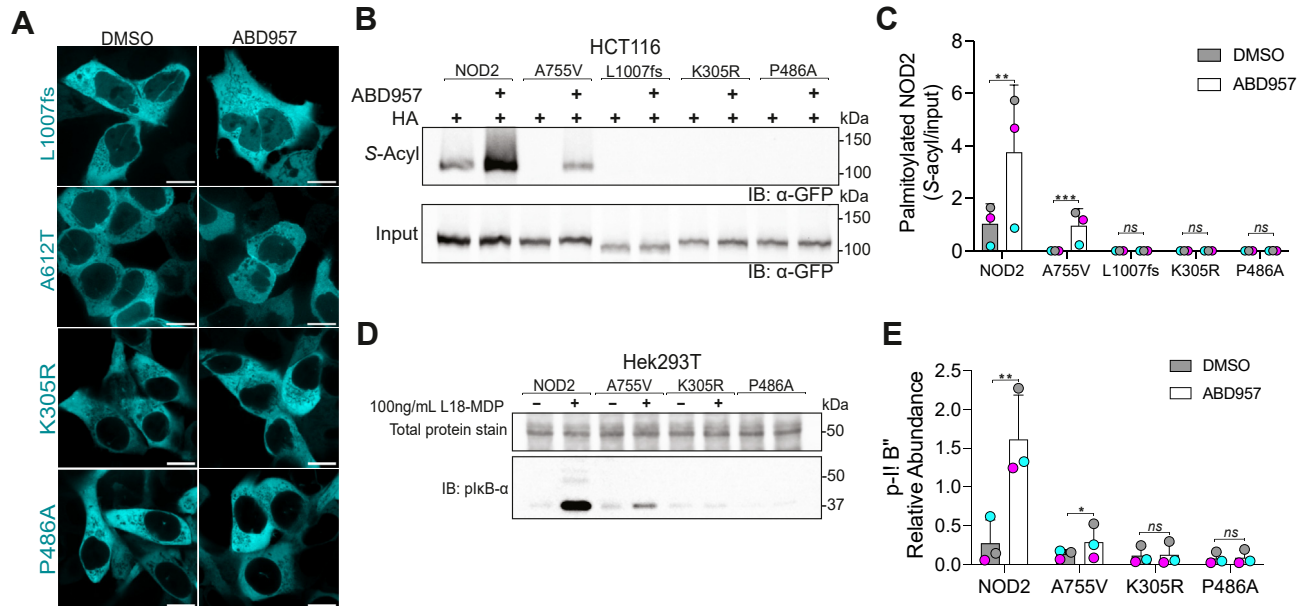 A
DMSO ABD957
L1007fs
A612T
K305R
P486A
B
HCT116
NOD2 A755V L1007fs K305R P486A
ABD957 + + + + +
HA + + + + + + + + + + kDa
S-Acyl
150
100
IB: α-GFP kDa
Input
150
100
IB: α-GFP
C
Palmitoylated NOD2
(S-acyl/input)
8
6
4
2
0
** *** ns ns ns
DMSO
ABD957
NOD2 A755V L1007fs K305R P486A
D
Hek293T
NOD2 A755V K305R P486A
100ng/mL L18-MDP − + − + − + kDa
Total protein stain
50
IB: pIκB-α
50
37
E
p-I!! B"
Relative Abundance
2.5
2.0
1.5
1.0
0.5
0.0
** * ns ns
DMSO
ABD957
NOD2 A755V K305R P486A